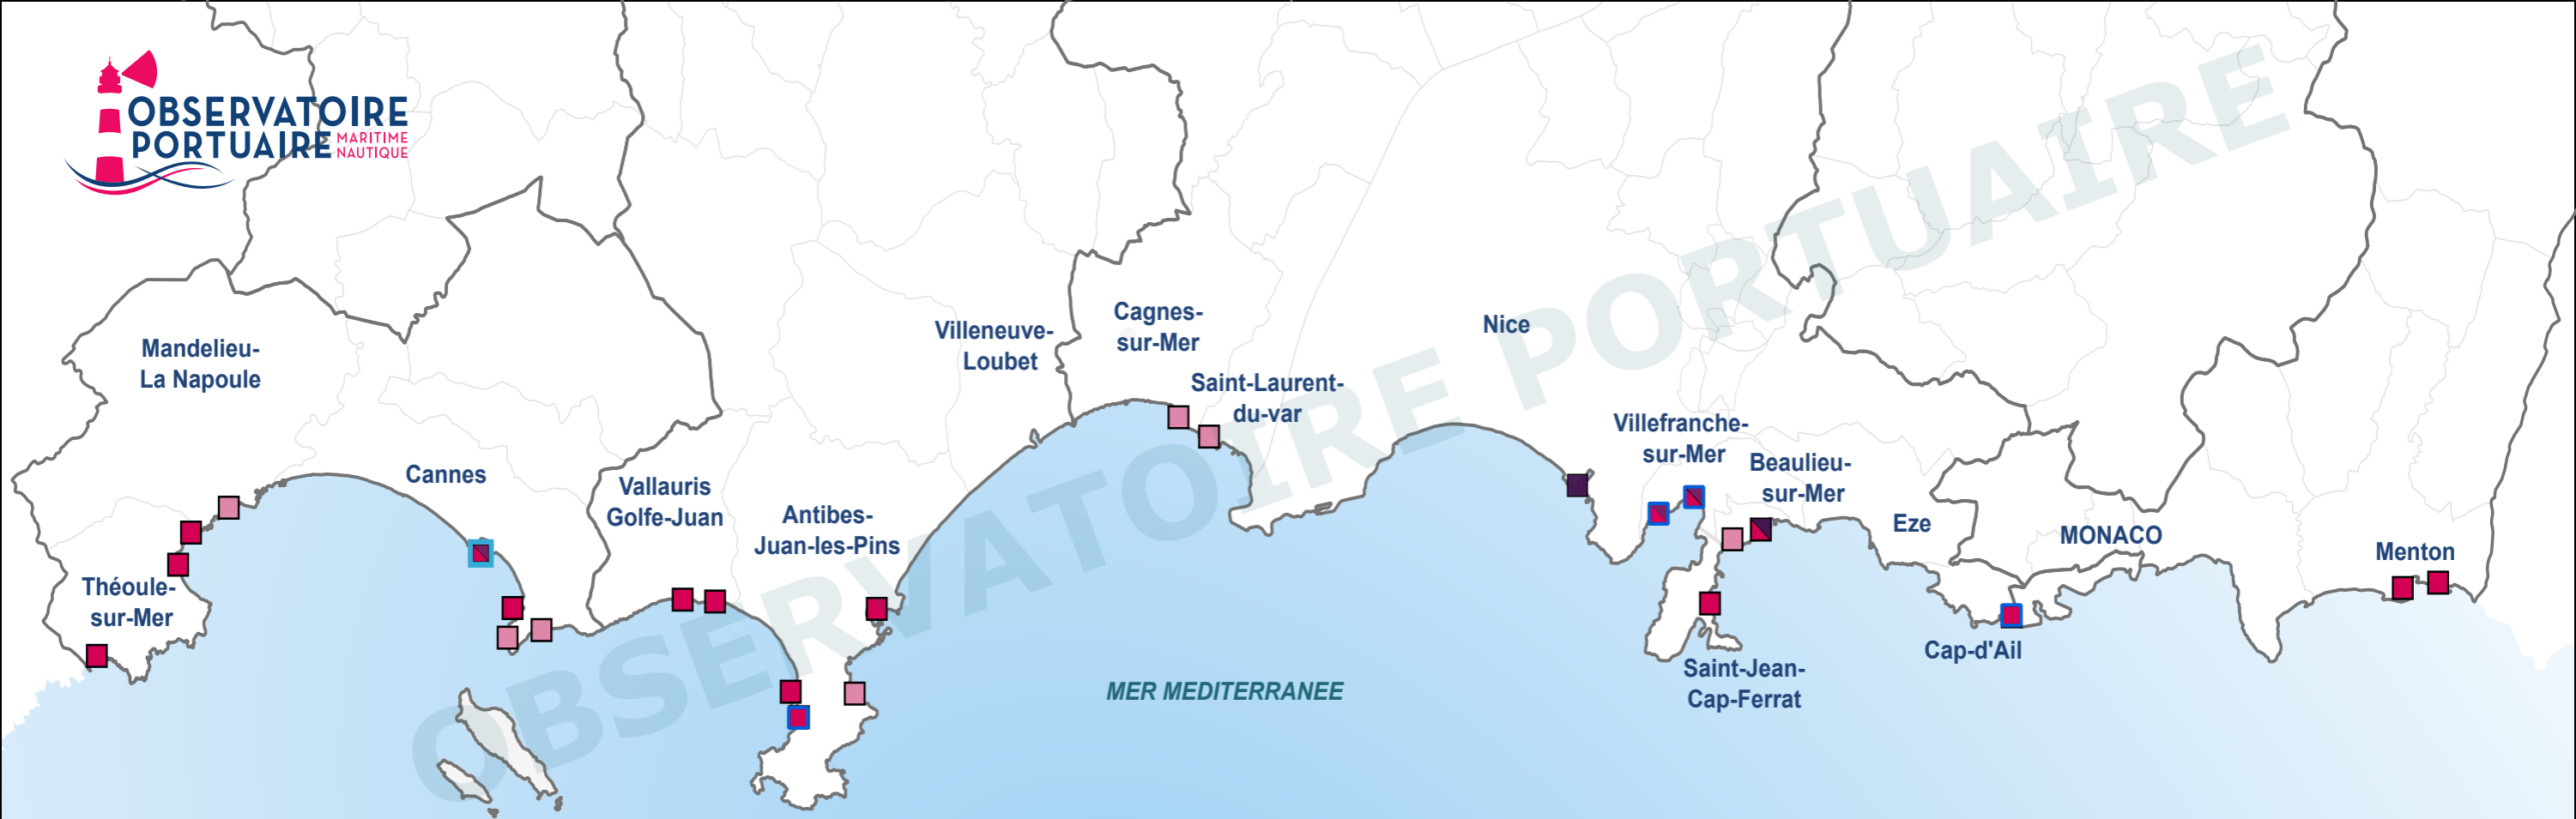 OBSERVATOIRE
PORTUAIRE MARITIME
NAUTIQUE
OBSERVATOIRE PORTUAIRE
Mandelieu-
La Napoule
Théoule-
sur-Mer
Cannes
Vallauris
Golfe-Juan
Antibes-
Juan-les-Pins
Villeneuve-
Loubet
Cagnes-
sur-Mer
Saint-Laurent-
du-var
Nice
Villefranche-
sur-Mer
Beaulieu-
sur-Mer
Saint-Jean-
Cap-Ferrat
Eze
Cap-d'Ail
MONACO
Menton
MER MEDITERRANEE